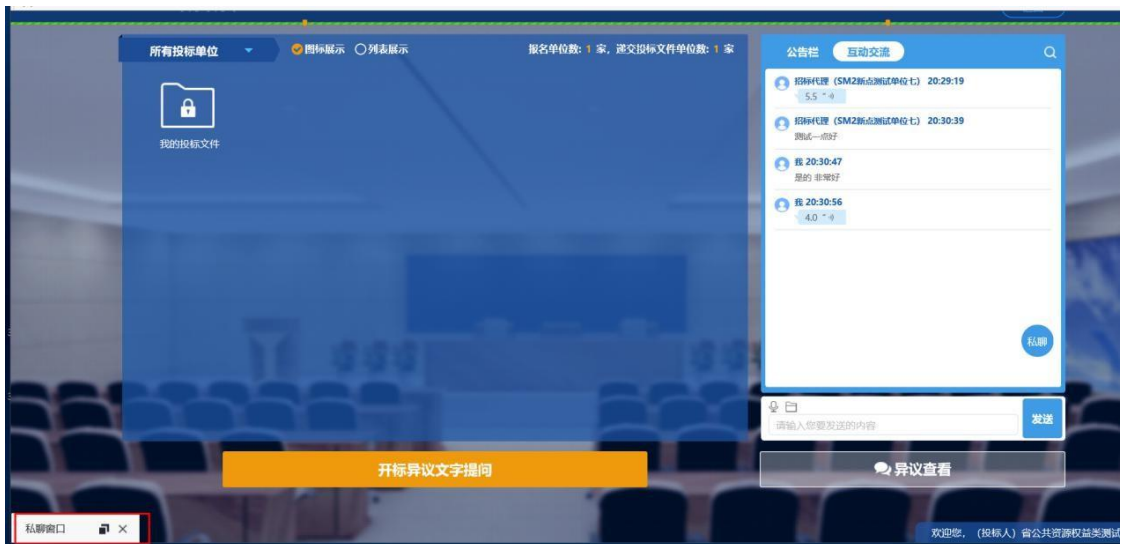 所有投标单位
图标展示 列表展示
报名单位数: 1 家, 递交投标文件单位数: 1 家
我的投标文件
公告栏 互动交流
招标代理 (SM2新点测试单位七) 20:29:19
5.5 "
招标代理 (SM2新点测试单位七) 20:30:39
测试一点好
我 20:30:47
是的 非常好
我 20:30:56
4.0 "
私聊
请输入您要发送的内容
发送
开标异议文字提问
异议查看
私聊窗口
欢迎您, (投标人) 省公共资源权益类测试